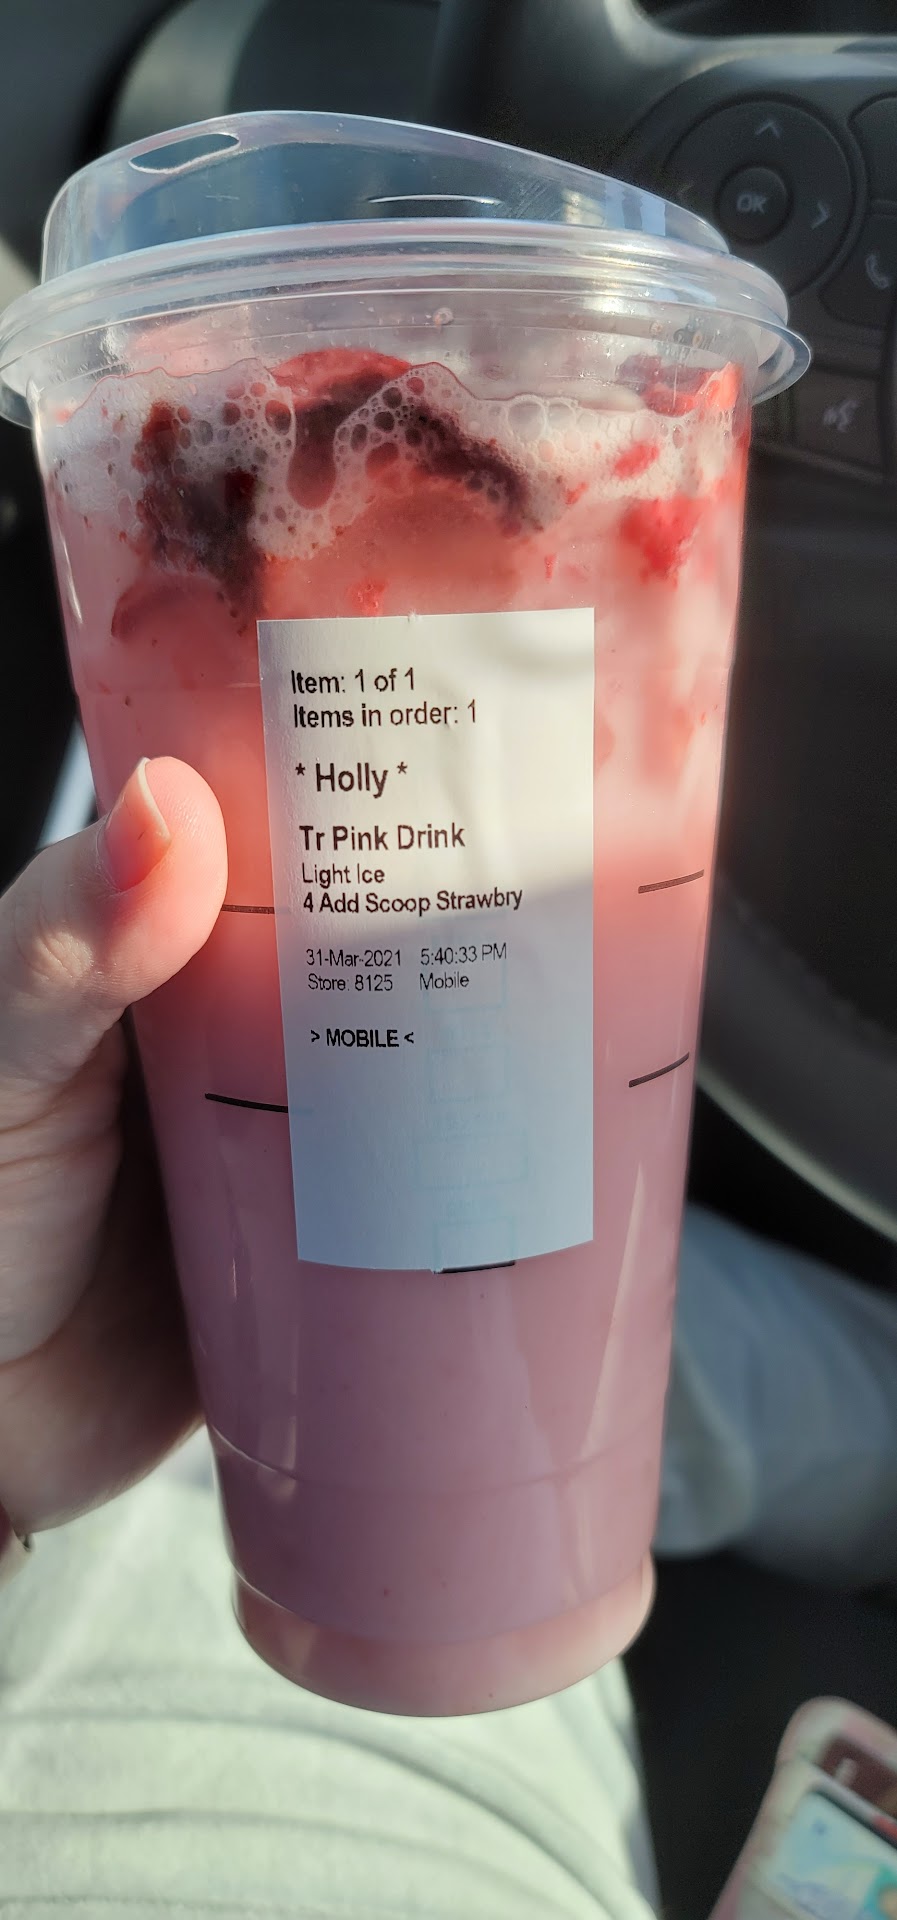 OK
Item: 1 of 1
Items in order: 1
* Holly *
Tr Pink Drink
Light Ice
4 Add Scoop Strawbry
31-Mar-2021 5:40:33 PM
Store: 8125 Mobile
> MOBILE <